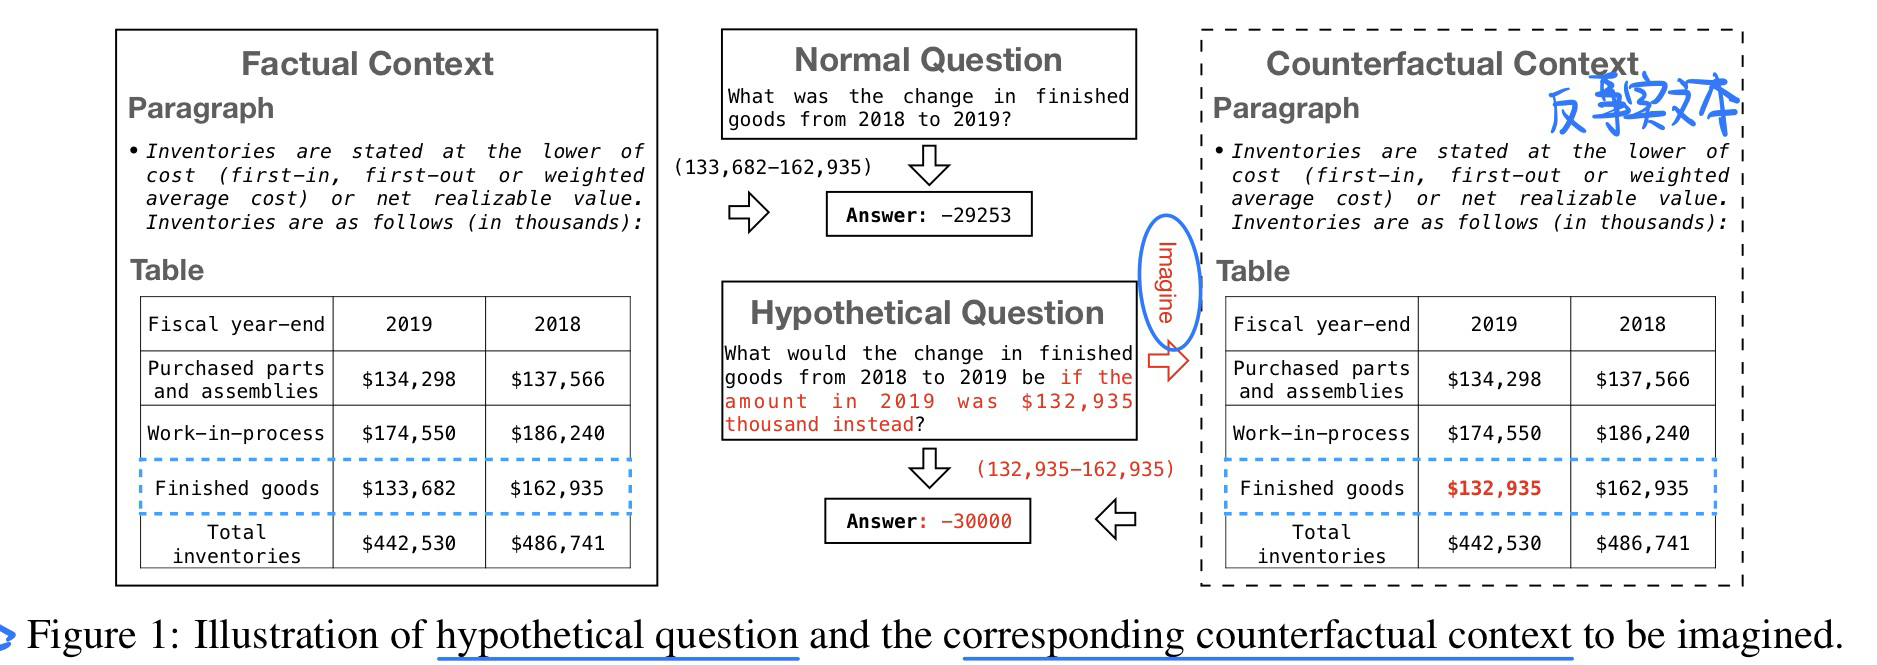 Factual Context
Paragraph
• Inventories are stated at the lower of
cost (first-in, first-out or weighted
average cost) or net realizable value.
Inventories are as follows (in thousands):
Table
Fiscal year-end 2019 2018
Purchased parts
and assemblies $134,298 $137,566
Work-in-process $174,550 $186,240
Finished goods $133,682 $162,935
Total
inventories $442,530 $486,741
Normal Question
What was the change in finished
goods from 2018 to 2019?
(133,682-162,935)
Answer: -29253
Hypothetical Question
What would the change in finished
goods from 2018 to 2019 be if the
amount in 2019 was $132,935
thousand instead?
(132,935-162,935)
Answer: -30000
Imagine
Counterfactual Context
反事实文本
Paragraph
• Inventories are stated at the lower of
cost (first-in, first-out or weighted
average cost) or net realizable value.
Inventories are as follows (in thousands):
Table
Fiscal year-end 2019 2018
Purchased parts
and assemblies $134,298 $137,566
Work-in-process $174,550 $186,240
Finished goods $132,935 $162,935
Total
inventories $442,530 $486,741
Figure 1: Illustration of hypothetical question and the corresponding counterfactual context to be imagined.